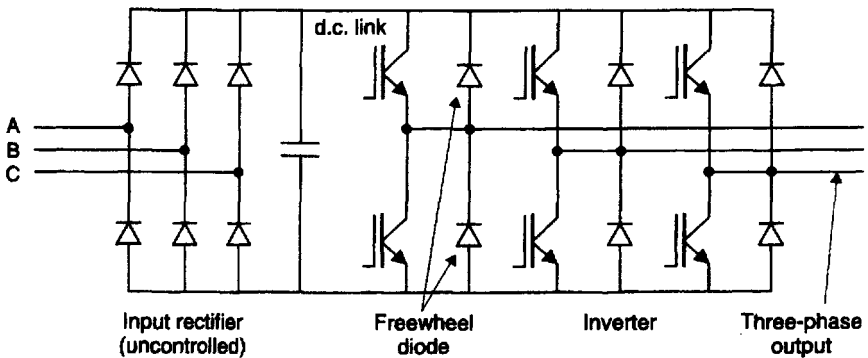 d.c. link
A
B
C
Input rectifier
(uncontrolled)
Freewheel
diode
Inverter
Three-phase
output